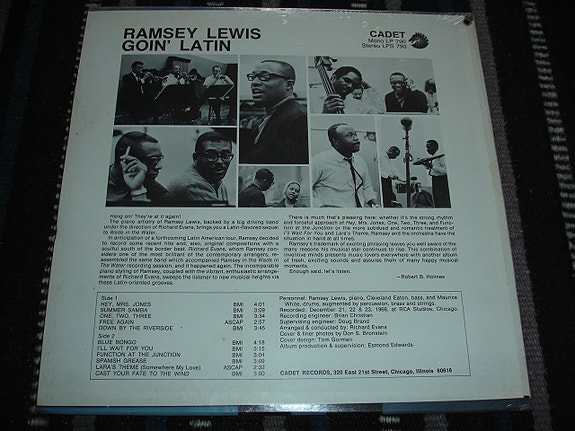 RAMSEY LEWIS
GOIN' LATIN
CADET
Mono LP 790
Stereo LPS 790
Hang on! They're at it again!
The piano artistry of Ramsey Lewis, backed by a big driving band
under the direction of Richard Evans, brings you a Latin-flavored sequel
to Wade in the Water.
In anticipation of a forthcoming Latin American tour, Ramsey decided
to record some recent hits and, also, original compositions with a
soulful south of the border beat. Richard Evans, whom Ramsey con-
siders one of the most brilliant of the contemporary arrangers, re-
assembled the same band which accompanied Ramsey in the Wade In
The Water recording session, and it happened again. The incomparable
piano styling of Ramsey, coupled with the vibrant, enthusiastic arrange-
ments of Richard Evans, sweeps the listener to new musical heights via
these Latin-oriented grooves.
There is much that's pleasing here; whether it's the strong rhythm
and forceful approach of Hey, Mrs. Jones, One, Two, Three, and Func-
tion at the Junction or the more subdued and romantic treatment of
I'll Wait For You and Lara's Theme, Ramsey and the orchestra have the
situation in hand at all times.
Ramsey's trademark of exciting phrasing leaves you well aware of the
many reasons his musical star continues to rise. This combination of
inventive minds presents music lovers everywhere with another album
of fresh, exciting sounds and assures them of many happy musical
moments.
Enough said, let's listen.
—Robert B. Holmes
Side 1
HEY, MRS. JONES BMI 4:01
SUMMER SAMBA BMI 3:09
ONE, TWO, THREE BMI 3:34
FREE AGAIN ASCAP 2:57
DOWN BY THE RIVERSIDE BMI 3:45
Side 2
BLUE BONGO BMI 4:18
I'LL WAIT FOR YOU BMI 3:15
FUNCTION AT THE JUNCTION BMI 3:04
SPANISH GREASE BMI 3:03
LARA'S THEME (Somewhere My Love) ASCAP 2:32
CAST YOUR FATE TO THE WIND BMI 3:00
Personnel: Ramsey Lewis, piano, Cleveland Eaton, bass, and Maurice
White, drums, augmented by percussion, brass and strings.
Recorded: December 21, 22 & 23, 1966, at RCA Studios, Chicago.
Recording engineer: Brian Christian
Supervising engineer: Doug Brand
Arranged & conducted by: Richard Evans
Cover & liner photos by Don S. Bronstein
Cover design: Tom Gorman
Album production & supervision: Esmond Edwards
CADET RECORDS, 320 East 21st Street, Chicago, Illinois 60616